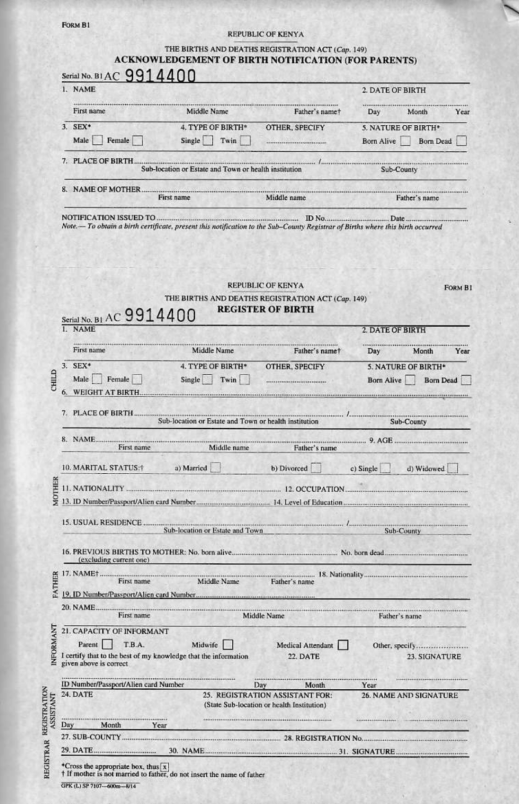 FORM B1
REPUBLIC OF KENYA
THE BIRTHS AND DEATHS REGISTRATION ACT (Cap. 149)
ACKNOWLEDGEMENT OF BIRTH NOTIFICATION (FOR PARENTS)
Serial No. B1 AC 9914400
1. NAME 2. DATE OF BIRTH
First name Middle Name Father's name† Day Month Year
3. SEX* 4. TYPE OF BIRTH* OTHER, SPECIFY 5. NATURE OF BIRTH*
Male Female Single Twin Born Alive Born Dead
7. PLACE OF BIRTH /
Sub-location or Estate and Town or health institution Sub-County
8. NAME OF MOTHER
First name Middle name Father's name
NOTIFICATION ISSUED TO ID No. Date
Note.— To obtain a birth certificate, present this notification to the Sub-County Registrar of Births where this birth occurred
REPUBLIC OF KENYA FORM B1
THE BIRTHS AND DEATHS REGISTRATION ACT (Cap. 149)
REGISTER OF BIRTH
Serial No. B1 AC 9914400
CHILD
1. NAME 2. DATE OF BIRTH
First name Middle Name Father's name† Day Month Year
3. SEX* 4. TYPE OF BIRTH* OTHER, SPECIFY 5. NATURE OF BIRTH*
Male Female Single Twin Born Alive Born Dead
6. WEIGHT AT BIRTH
7. PLACE OF BIRTH /
Sub-location or Estate and Town or health institution Sub-County
MOTHER
8. NAME 9. AGE
First name Middle name Father's name
10. MARITAL STATUS:† a) Married b) Divorced c) Single d) Widowed
11. NATIONALITY 12. OCCUPATION
13. ID Number/Passport/Alien card Number 14. Level of Education
15. USUAL RESIDENCE /
Sub-location or Estate and Town Sub-County
16. PREVIOUS BIRTHS TO MOTHER: No. born alive No. born dead
(excluding current one)
FATHER
17. NAME† 18. Nationality
First name Middle Name Father's name
19. ID Number/Passport/Alien card Number
INFORMANT
20. NAME
First name Middle Name Father's name
21. CAPACITY OF INFORMANT
Parent T.B.A. Midwife Medical Attendant Other, specify
I certify that to the best of my knowledge that the information 22. DATE 23. SIGNATURE
given above is correct
ID Number/Passport/Alien card Number Day Month Year
REGISTRATION ASSISTANT
24. DATE 25. REGISTRATION ASSISTANT FOR: 26. NAME AND SIGNATURE
(State Sub-location or health Institution)
Day Month Year
REGISTRAR
27. SUB-COUNTY 28. REGISTRATION No.
29. DATE 30. NAME 31. SIGNATURE
*Cross the appropriate box, thus x
† If mother is not married to father, do not insert the name of father
GPK (L) SP 7107—600m—8/14